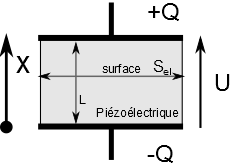 +Q
X
surface S_el
U
L
Piézoélectrique
-Q